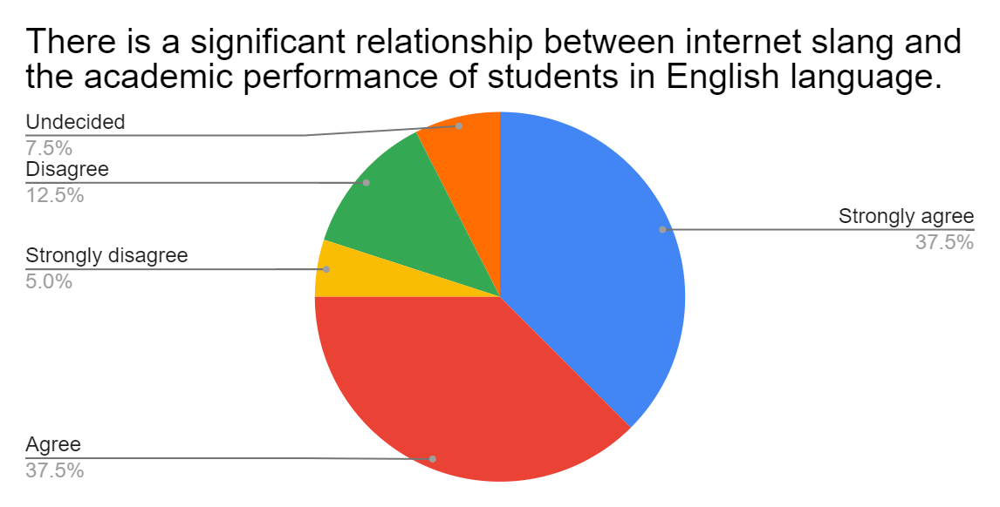 There is a significant relationship between internet slang and
the academic performance of students in English language.
Undecided
7.5%
Disagree
12.5%
Strongly agree
37.5%
Strongly disagree
5.0%
Agree
37.5%